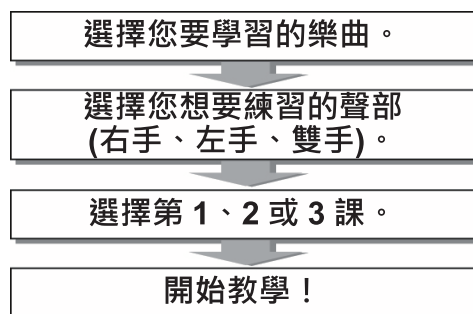 選擇您要學習的樂曲。
選擇您想要練習的聲部
(右手、左手、雙手)。
選擇第 1、2 或 3 課。
開始教學！